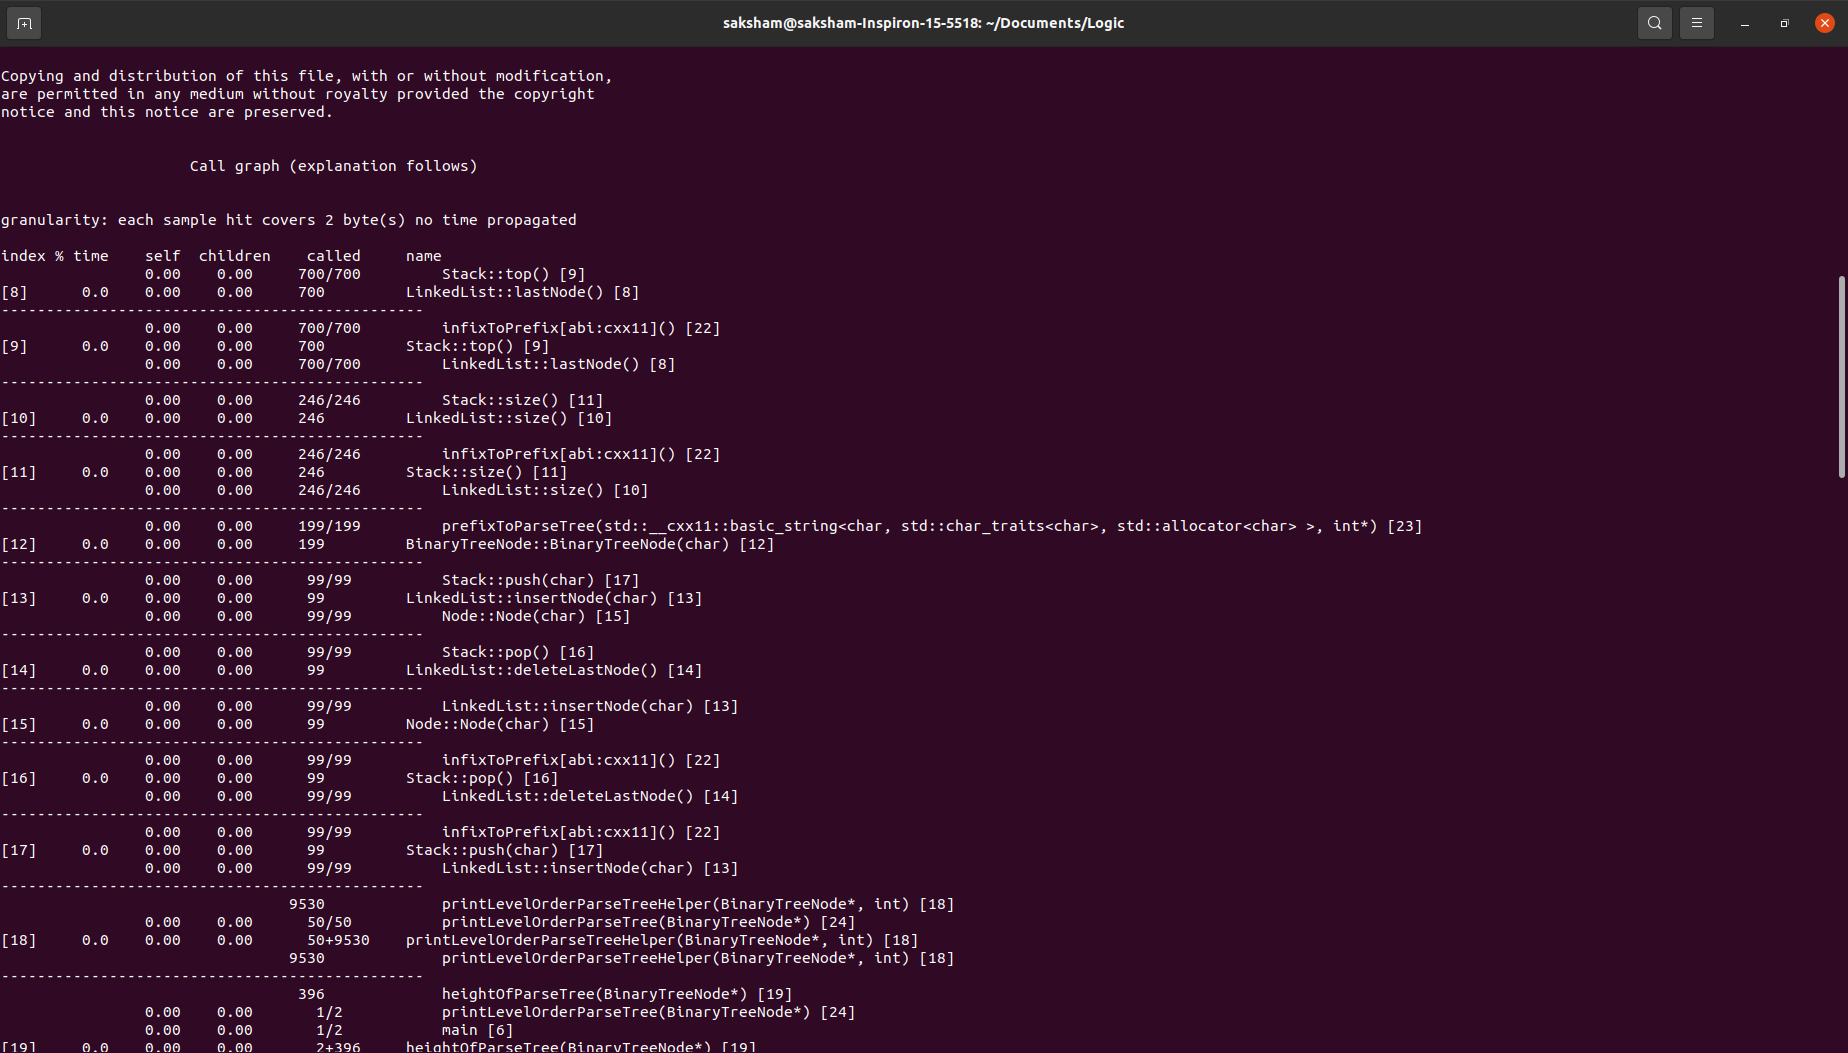 saksham@saksham-Inspiron-15-5518: ~/Documents/Logic
Copying and distribution of this file, with or without modification,
are permitted in any medium without royalty provided the copyright
notice and this notice are preserved.
                     Call graph (explanation follows)
granularity: each sample hit covers 2 byte(s) no time propagated
index % time    self  children    called     name
                0.00    0.00     700/700         Stack::top() [9]
[8]      0.0    0.00    0.00     700         LinkedList::lastNode() [8]
-----------------------------------------------
                0.00    0.00     700/700         infixToPrefix[abi:cxx11]() [22]
[9]      0.0    0.00    0.00     700         Stack::top() [9]
                0.00    0.00     700/700         LinkedList::lastNode() [8]
-----------------------------------------------
                0.00    0.00     246/246         Stack::size() [11]
[10]     0.0    0.00    0.00     246         LinkedList::size() [10]
-----------------------------------------------
                0.00    0.00     246/246         infixToPrefix[abi:cxx11]() [22]
[11]     0.0    0.00    0.00     246         Stack::size() [11]
                0.00    0.00     246/246         LinkedList::size() [10]
-----------------------------------------------
                0.00    0.00     199/199         prefixToParseTree(std::__cxx11::basic_string<char, std::char_traits<char>, std::allocator<char> >, int*) [23]
[12]     0.0    0.00    0.00     199         BinaryTreeNode::BinaryTreeNode(char) [12]
-----------------------------------------------
                0.00    0.00      99/99          Stack::push(char) [17]
[13]     0.0    0.00    0.00      99         LinkedList::insertNode(char) [13]
                0.00    0.00      99/99          Node::Node(char) [15]
-----------------------------------------------
                0.00    0.00      99/99          Stack::pop() [16]
[14]     0.0    0.00    0.00      99         LinkedList::deleteLastNode() [14]
-----------------------------------------------
                0.00    0.00      99/99          LinkedList::insertNode(char) [13]
[15]     0.0    0.00    0.00      99         Node::Node(char) [15]
-----------------------------------------------
                0.00    0.00      99/99          infixToPrefix[abi:cxx11]() [22]
[16]     0.0    0.00    0.00      99         Stack::pop() [16]
                0.00    0.00      99/99          LinkedList::deleteLastNode() [14]
-----------------------------------------------
                0.00    0.00      99/99          infixToPrefix[abi:cxx11]() [22]
[17]     0.0    0.00    0.00      99         Stack::push(char) [17]
                0.00    0.00      99/99          LinkedList::insertNode(char) [13]
-----------------------------------------------
                                9530             printLevelOrderParseTreeHelper(BinaryTreeNode*, int) [18]
                0.00    0.00      50/50          printLevelOrderParseTree(BinaryTreeNode*) [24]
[18]     0.0    0.00    0.00      50+9530    printLevelOrderParseTreeHelper(BinaryTreeNode*, int) [18]
                                9530             printLevelOrderParseTreeHelper(BinaryTreeNode*, int) [18]
-----------------------------------------------
                                 396             heightOfParseTree(BinaryTreeNode*) [19]
                0.00    0.00       1/2           printLevelOrderParseTree(BinaryTreeNode*) [24]
                0.00    0.00       1/2           main [6]
[19]     0.0    0.00    0.00       2+396     heightOfParseTree(BinaryTreeNode*) [19]